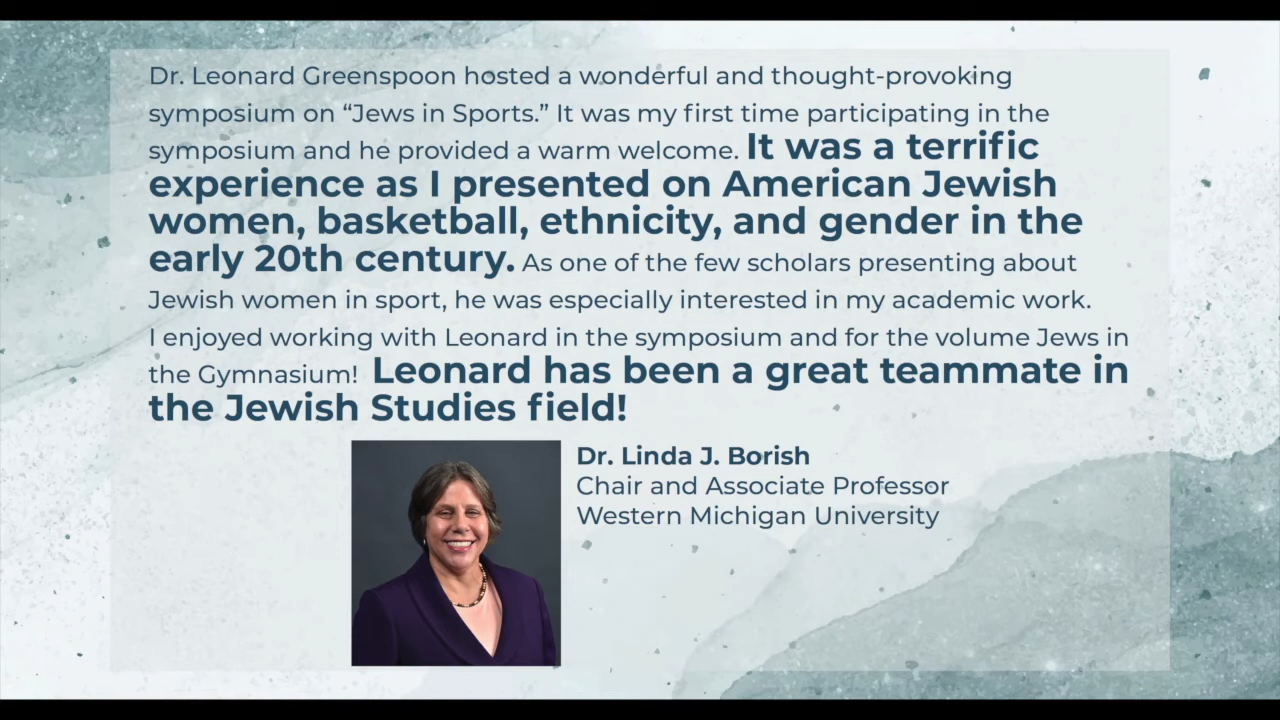 Dr. Leonard Greenspoon hosted a wonderful and thought-provoking
symposium on “Jews in Sports.” It was my first time participating in the
symposium and he provided a warm welcome. It was a terrific
experience as I presented on American Jewish
women, basketball, ethnicity, and gender in the
early 20th century. As one of the few scholars presenting about
Jewish women in sport, he was especially interested in my academic work.
I enjoyed working with Leonard in the symposium and for the volume Jews in
the Gymnasium! Leonard has been a great teammate in
the Jewish Studies field!
Dr. Linda J. Borish
Chair and Associate Professor
Western Michigan University